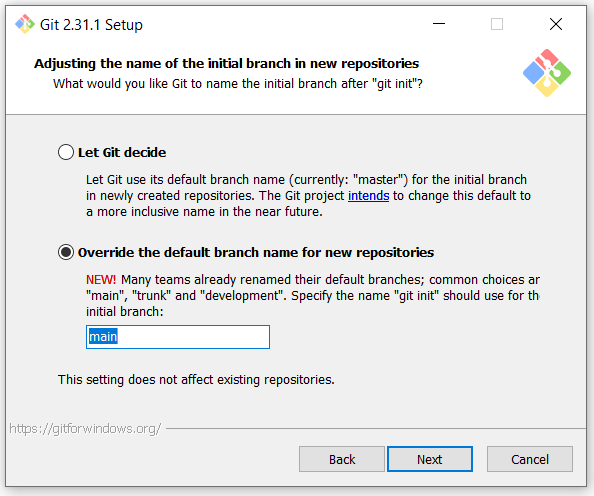 Git 2.31.1 Setup
Adjusting the name of the initial branch in new repositories
What would you like Git to name the initial branch after "git init"?
Let Git decide
Let Git use its default branch name (currently: "master") for the initial branch
in newly created repositories. The Git project intends to change this default to
a more inclusive name in the near future.
Override the default branch name for new repositories
NEW! Many teams already renamed their default branches; common choices ar
"main", "trunk" and "development". Specify the name "git init" should use for th
initial branch:
main
This setting does not affect existing repositories.
https://gitforwindows.org/
Back
Next
Cancel